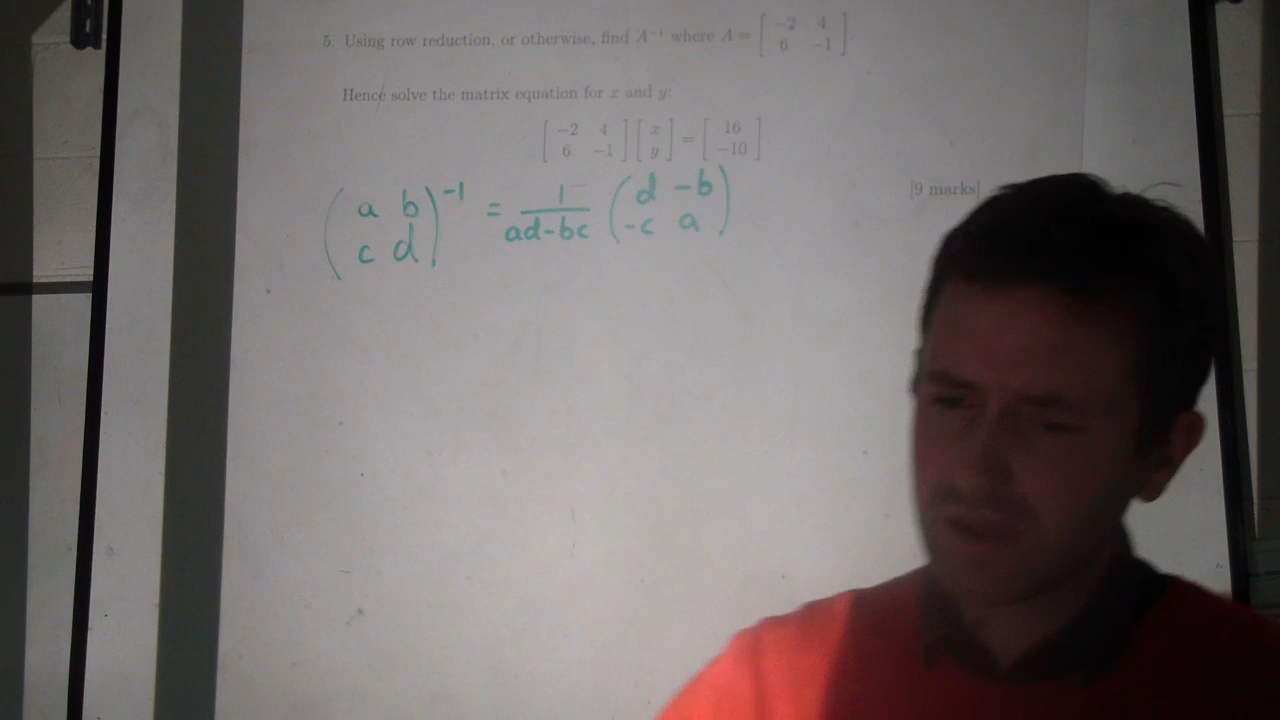 5. Using row reduction, or otherwise, find A⁻¹ where A = [ −2 4 ; 6 −1 ]
Hence solve the matrix equation for x and y:
[ −2 4 ; 6 −1 ] [ x ; y ] = [ 16 ; −10 ]
[9 marks]
( a b ; c d )⁻¹ = 1/(ad-bc) ( d -b ; -c a )